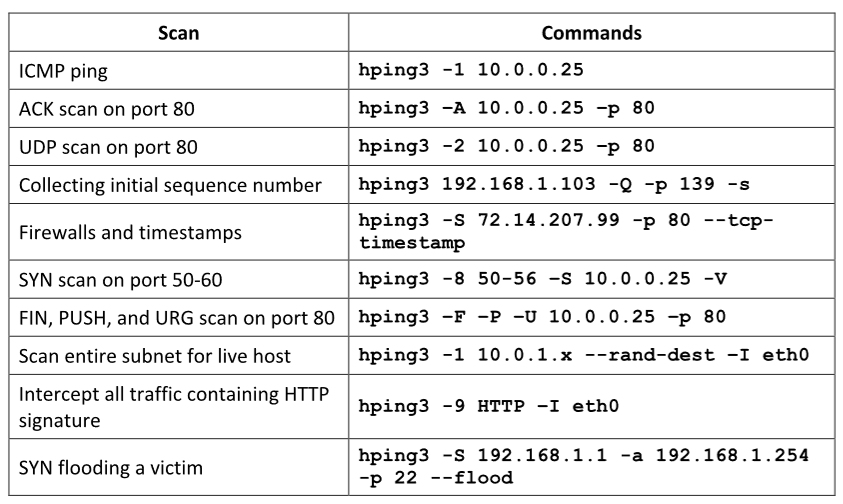 Scan Commands
ICMP ping hping3 -1 10.0.0.25
ACK scan on port 80 hping3 –A 10.0.0.25 –p 80
UDP scan on port 80 hping3 -2 10.0.0.25 –p 80
Collecting initial sequence number hping3 192.168.1.103 -Q -p 139 -s
Firewalls and timestamps hping3 -S 72.14.207.99 -p 80 --tcp-
timestamp
SYN scan on port 50-60 hping3 -8 50-56 –S 10.0.0.25 -V
FIN, PUSH, and URG scan on port 80 hping3 –F –P –U 10.0.0.25 –p 80
Scan entire subnet for live host hping3 -1 10.0.1.x --rand-dest –I eth0
Intercept all traffic containing HTTP
signature hping3 -9 HTTP –I eth0
SYN flooding a victim hping3 -S 192.168.1.1 -a 192.168.1.254
-p 22 --flood